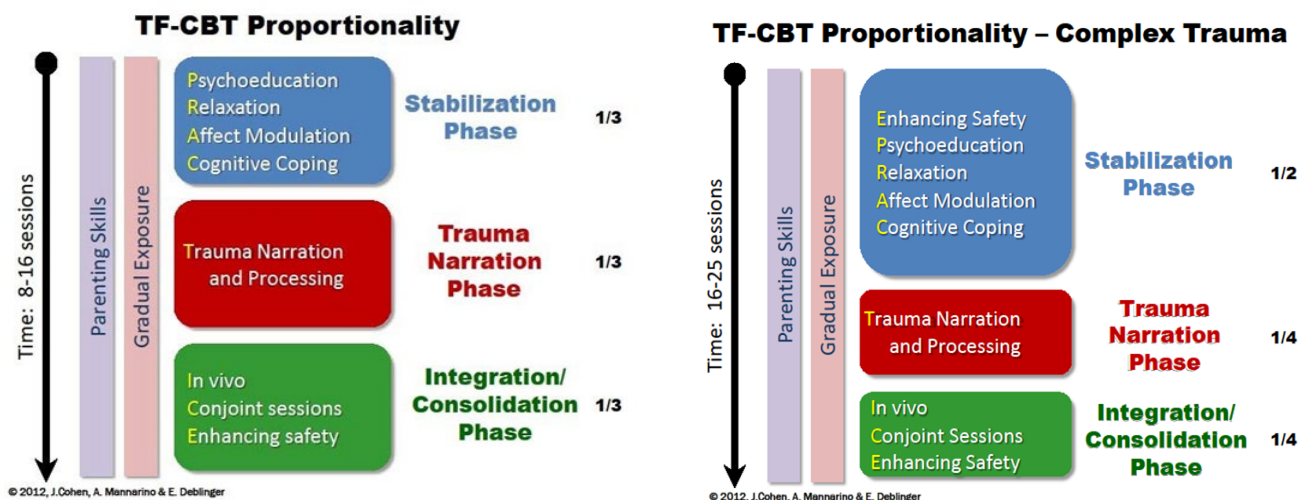 TF-CBT Proportionality
Time: 8-16 sessions
Parenting Skills
Gradual Exposure
Psychoeducation
Relaxation
Affect Modulation
Cognitive Coping
Stabilization
Phase
1/3
Trauma Narration
and Processing
Trauma
Narration
Phase
1/3
In vivo
Conjoint sessions
Enhancing safety
Integration/
Consolidation
Phase
1/3
© 2012, J.Cohen, A. Mannarino & E. Deblinger
TF-CBT Proportionality – Complex Trauma
Time: 16-25 sessions
Parenting Skills
Gradual Exposure
Enhancing Safety
Psychoeducation
Relaxation
Affect Modulation
Cognitive Coping
Stabilization
Phase
1/2
Trauma Narration
and Processing
Trauma
Narration
Phase
1/4
In vivo
Conjoint Sessions
Enhancing Safety
Integration/
Consolidation
Phase
1/4
© 2012, J.Cohen, A. Mannarino & E. Deblinger